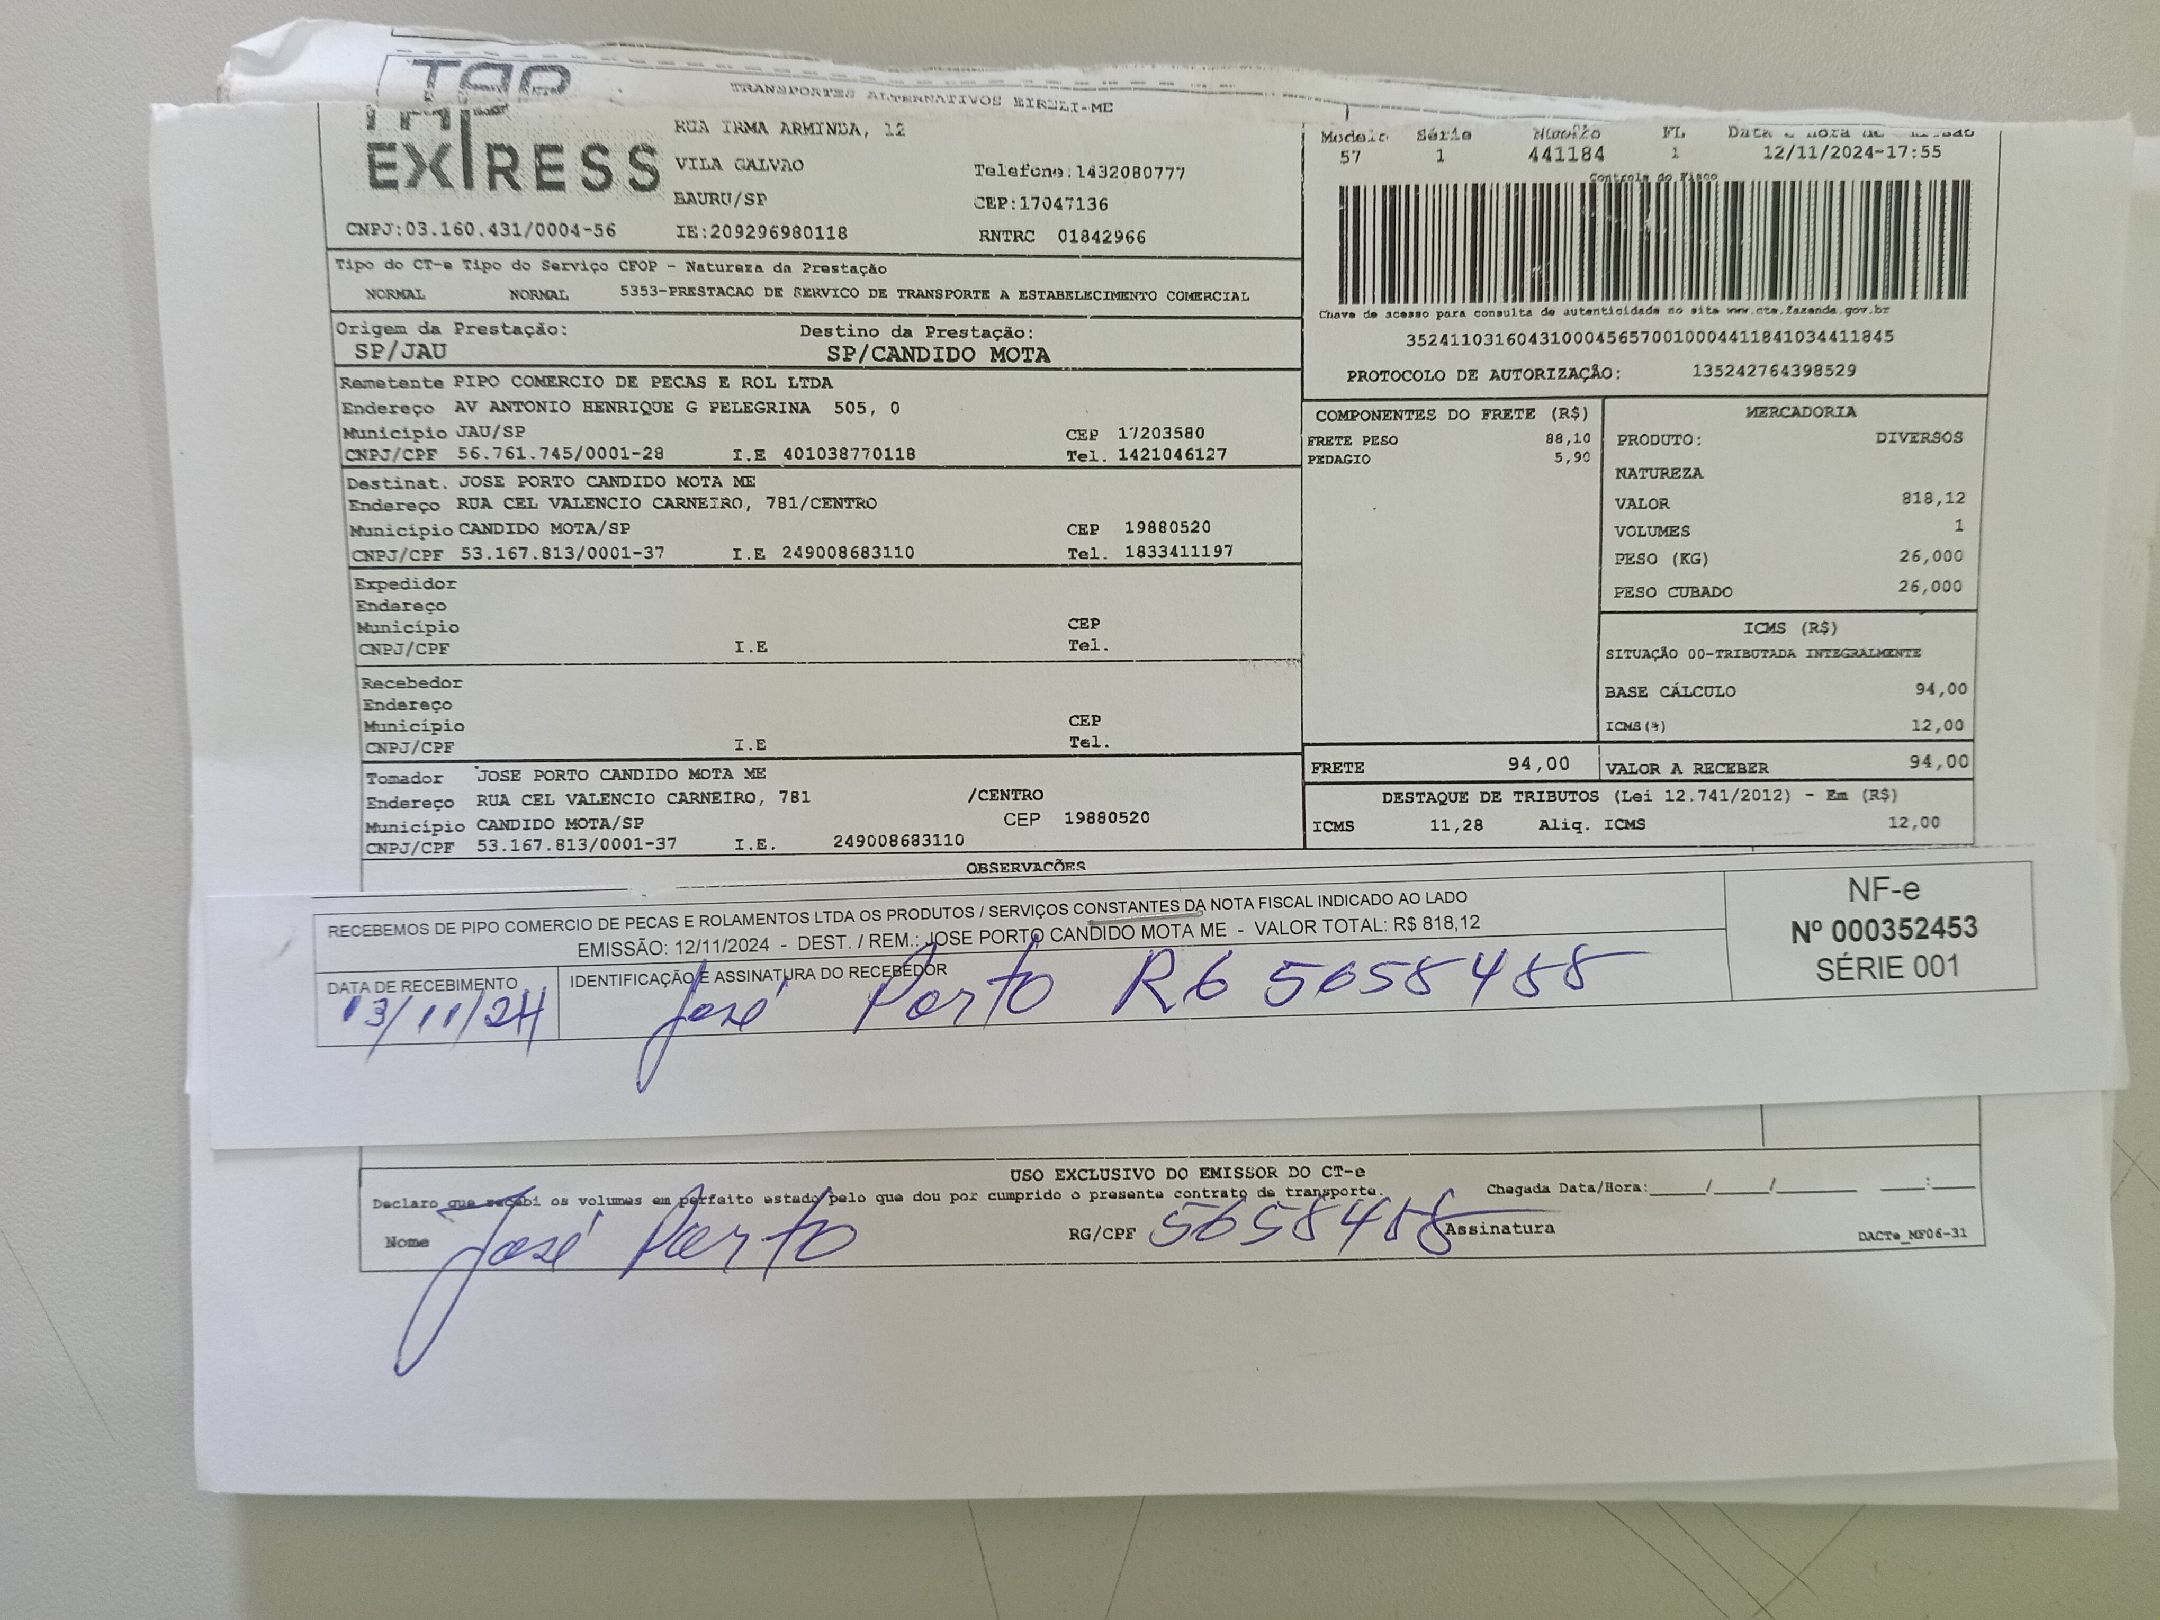 TRANSPORTES ALTERNATIVOS EIRELI-ME
EXPRESS
RUA IRMA ARMINDA, 12
VILA GALVAO Telefone:1432080777
BAURU/SP CEP:17047136
CNPJ:03.160.431/0004-56 IE:209296980118 RNTRC 01842966
Modelo Série Número FL Data e hora de
57 1 441184 1 12/11/2024-17:55
Controle do Fisco
Chave de acesso para consulta de autenticidade no site www.cte.fazenda.gov.br
35241103160431000456570010004411841034411845
PROTOCOLO DE AUTORIZAÇÃO: 135242764398529
Tipo do CT-e Tipo do Serviço CFOP - Natureza da Prestação
NORMAL NORMAL 5353-PRESTACAO DE SERVICO DE TRANSPORTE A ESTABELECIMENTO COMERCIAL
Origem da Prestação: Destino da Prestação:
SP/JAU SP/CANDIDO MOTA
Remetente PIPO COMERCIO DE PECAS E ROL LTDA
Endereço AV ANTONIO HENRIQUE G PELEGRINA 505, 0
Município JAU/SP CEP 17203580
CNPJ/CPF 56.761.745/0001-28 I.E 401038770118 Tel. 1421046127
Destinat. JOSE PORTO CANDIDO MOTA ME
Endereço RUA CEL VALENCIO CARNEIRO, 781/CENTRO
Município CANDIDO MOTA/SP CEP 19880520
CNPJ/CPF 53.167.813/0001-37 I.E 249008683110 Tel. 1833411197
Expedidor
Endereço
Município CEP
CNPJ/CPF I.E Tel.
Recebedor
Endereço
Município CEP
CNPJ/CPF I.E Tel.
Tomador JOSE PORTO CANDIDO MOTA ME
Endereço RUA CEL VALENCIO CARNEIRO, 781 /CENTRO
Município CANDIDO MOTA/SP CEP 19880520
CNPJ/CPF 53.167.813/0001-37 I.E. 249008683110
COMPONENTES DO FRETE (R$)
FRETE PESO 88,10
PEDAGIO 5,90
MERCADORIA
PRODUTO: DIVERSOS
NATUREZA
VALOR 818,12
VOLUMES 1
PESO (KG) 26,000
PESO CUBADO 26,000
ICMS (R$)
SITUAÇÃO 00-TRIBUTADA INTEGRALMENTE
BASE CÁLCULO 94,00
ICMS(%) 12,00
FRETE 94,00 VALOR A RECEBER 94,00
DESTAQUE DE TRIBUTOS (Lei 12.741/2012) - Em (R$)
ICMS 11,28 Aliq. ICMS 12,00
OBSERVAÇÕES
RECEBEMOS DE PIPO COMERCIO DE PECAS E ROLAMENTOS LTDA OS PRODUTOS / SERVIÇOS CONSTANTES DA NOTA FISCAL INDICADO AO LADO
EMISSÃO: 12/11/2024 - DEST. / REM.: JOSE PORTO CANDIDO MOTA ME - VALOR TOTAL: R$ 818,12
DATA DE RECEBIMENTO IDENTIFICAÇÃO E ASSINATURA DO RECEBEDOR
13/11/24 José Porto RG 5658488
NF-e
Nº 000352453
SÉRIE 001
USO EXCLUSIVO DO EMISSOR DO CT-e
Declaro que recebi os volumes em perfeito estado pelo que dou por cumprido o presente contrato de transporte. Chegada Data/Hora:_____/_____/________ ____:____
Nome José Porto RG/CPF 5658488 Assinatura
DACTe_MF06-31